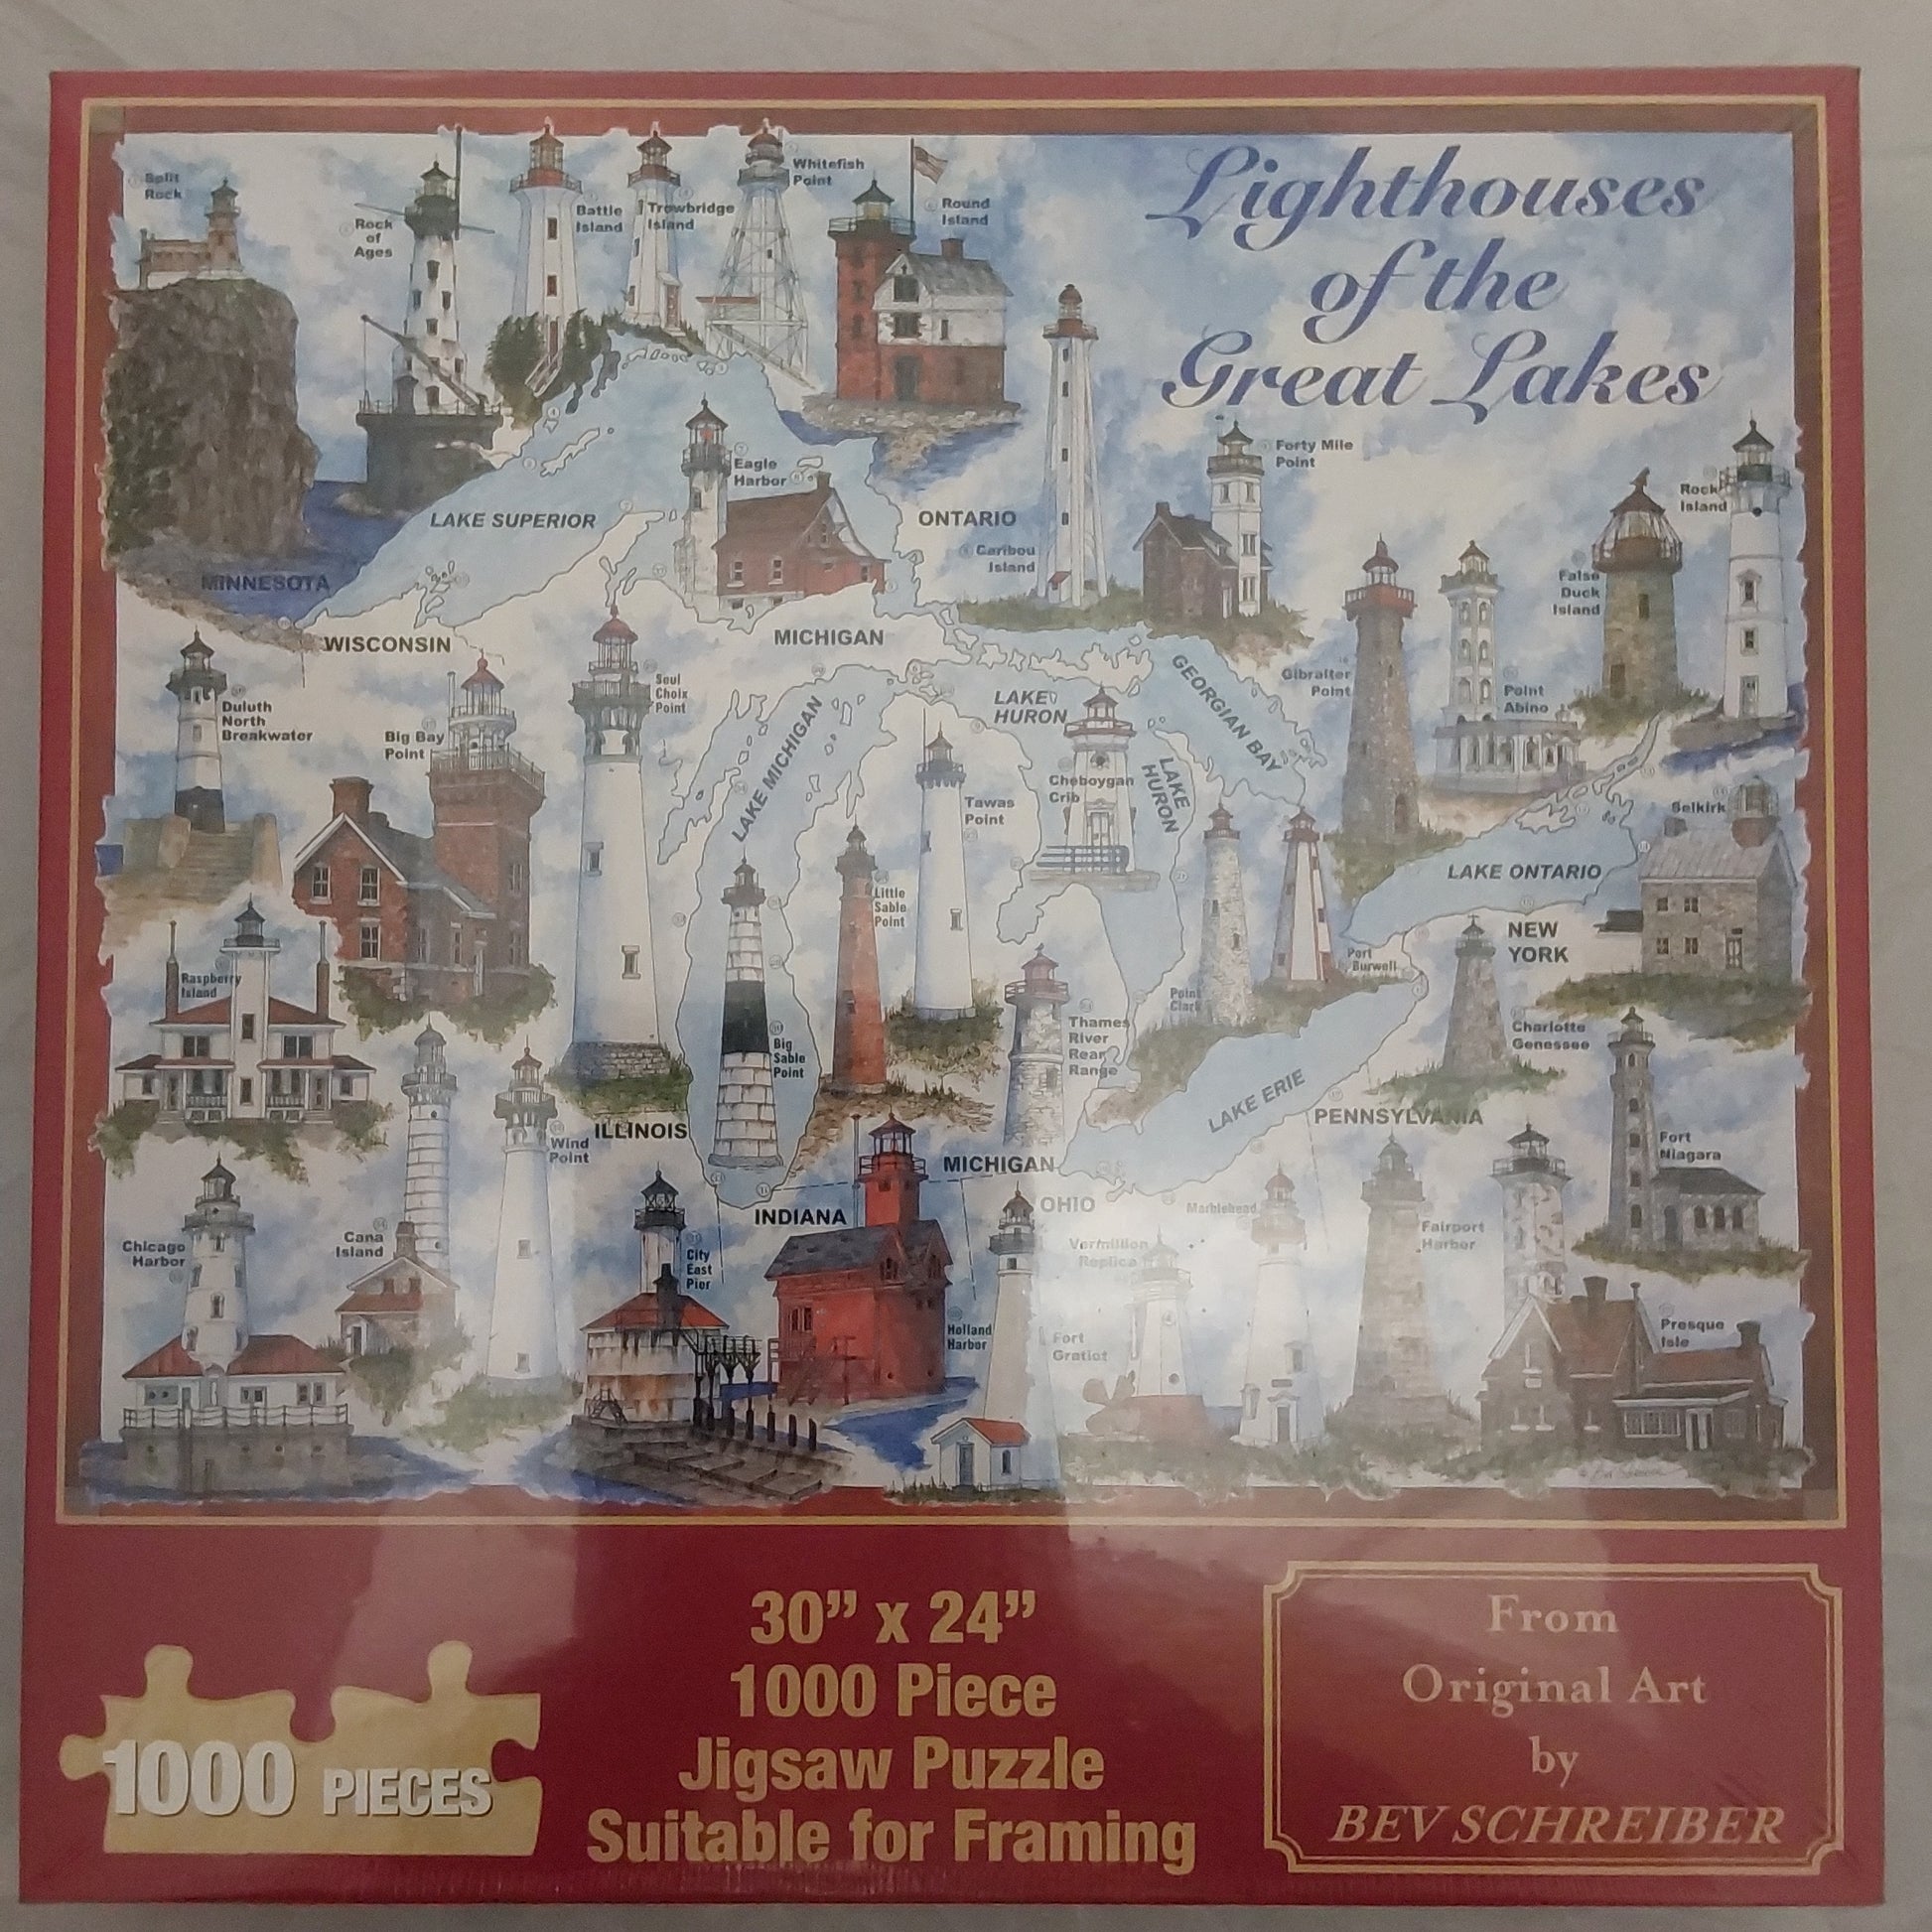 Lighthouses
of the
Great Lakes
Split
Rock
Rock
of
Ages
Battle
Island
Trowbridge
Island
Whitefish
Point
Round
Island
Eagle
Harbor
LAKE SUPERIOR
ONTARIO
Caribou
Island
Forty Mile
Point
Rock
Island
False
Duck
Island
MINNESOTA
WISCONSIN
MICHIGAN
Gibralter
Point
Point
Abino
Duluth
North
Breakwater
Big Bay
Point
Seul
Choix
Point
LAKE MICHIGAN
LAKE
HURON
GEORGIAN BAY
Cheboygan
Crib
LAKE
HURON
Tawas
Point
Selkirk
LAKE ONTARIO
Little
Sable
Point
NEW
YORK
Port
Burwell
Raspberry
Island
Point
Clark
Big
Sable
Point
Thames
River
Rear
Range
Charlotte
Genessee
LAKE ERIE
PENNSYLVANIA
Wind
Point
ILLINOIS
MICHIGAN
Fort
Niagara
INDIANA
OHIO
Marblehead
Chicago
Harbor
Cana
Island
City
East
Pier
Vermillion
Replica
Fairport
Harbor
Holland
Harbor
Fort
Gratiot
Presque
Isle
30” x 24”
1000 Piece
Jigsaw Puzzle
Suitable for Framing
1000 PIECES
From
Original Art
by
BEV SCHREIBER